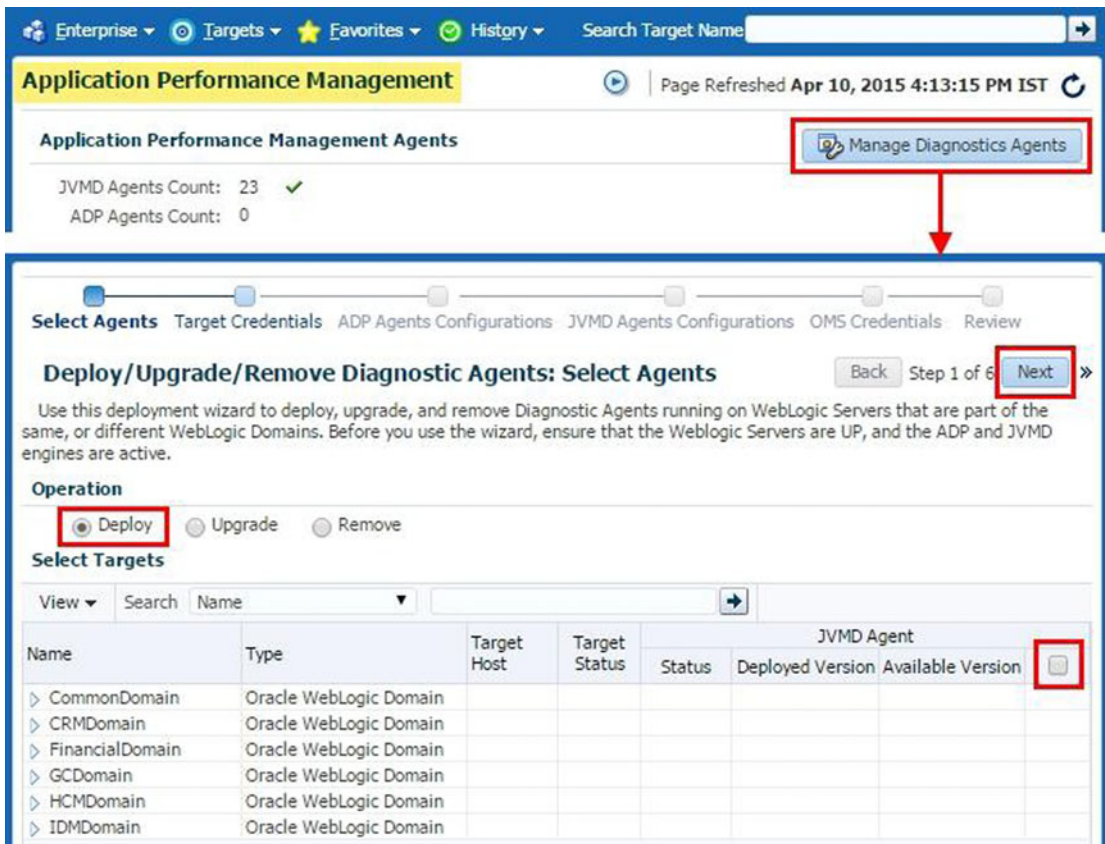 Enterprise Targets Favorites History Search Target Name
Application Performance Management Page Refreshed Apr 10, 2015 4:13:15 PM IST
Application Performance Management Agents Manage Diagnostics Agents
JVMD Agents Count: 23
ADP Agents Count: 0
Select Agents Target Credentials ADP Agents Configurations JVMD Agents Configurations OMS Credentials Review
Deploy/Upgrade/Remove Diagnostic Agents: Select Agents Back Step 1 of 6 Next »
Use this deployment wizard to deploy, upgrade, and remove Diagnostic Agents running on WebLogic Servers that are part of the
same, or different WebLogic Domains. Before you use the wizard, ensure that the Weblogic Servers are UP, and the ADP and JVMD
engines are active.
Operation
Deploy Upgrade Remove
Select Targets
View Search Name
Name Type Target Host Target Status JVMD Agent
Status Deployed Version Available Version
CommonDomain Oracle WebLogic Domain
CRMDomain Oracle WebLogic Domain
FinancialDomain Oracle WebLogic Domain
GCDomain Oracle WebLogic Domain
HCMDomain Oracle WebLogic Domain
IDMDomain Oracle WebLogic Domain